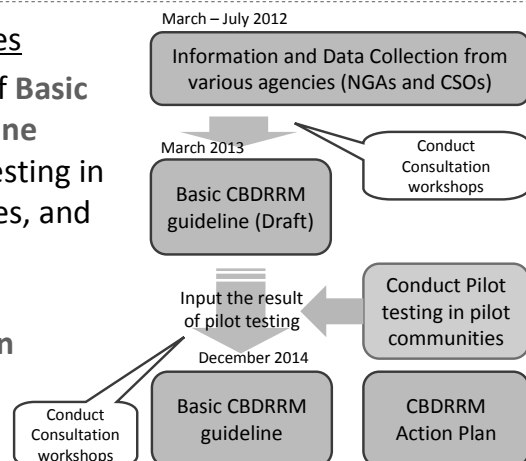 es
f Basic
ne
esting in
es, and
n
March – July 2012
Information and Data Collection from
various agencies (NGAs and CSOs)
Conduct
Consultation
workshops
March 2013
Basic CBDRRM
guideline (Draft)
Input the result
of pilot testing
Conduct Pilot
testing in pilot
communities
December 2014
Conduct
Consultation
workshops
Basic CBDRRM
guideline
CBDRRM
Action Plan